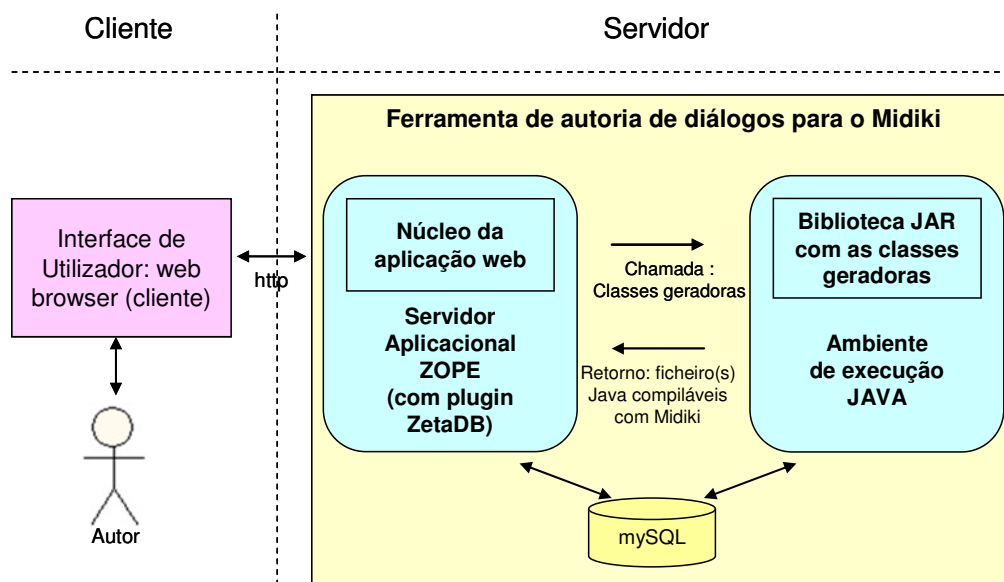 Cliente
Servidor
Ferramenta de autoria de diálogos para o Midiki
Interface de
Utilizador: web
browser (cliente)
http
Autor
Núcleo da
aplicação web
Servidor
Aplicacional
ZOPE
(com plugin
ZetaDB)
Chamada :
Classes geradoras
Retorno: ficheiro(s)
Java compiláveis
com Midiki
Biblioteca JAR
com as classes
geradoras
Ambiente
de execução
JAVA
mySQL